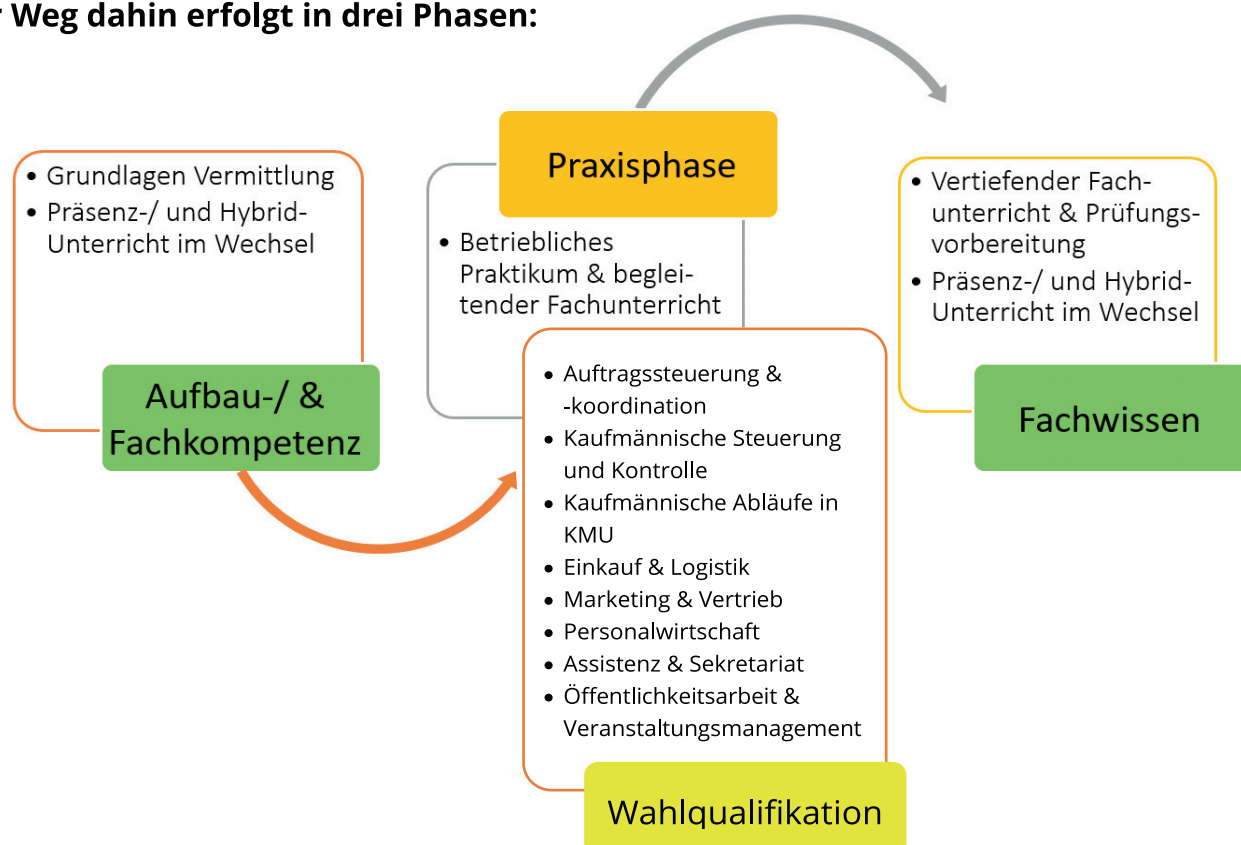 r Weg dahin erfolgt in drei Phasen:
• Grundlagen Vermittlung
• Präsenz-/ und Hybrid-
Unterricht im Wechsel
Aufbau-/ &
Fachkompetenz
Praxisphase
• Betriebliches
Praktikum & beglei-
tender Fachunterricht
• Auftragssteuerung &
-koordination
• Kaufmännische Steuerung
und Kontrolle
• Kaufmännische Abläufe in
KMU
• Einkauf & Logistik
• Marketing & Vertrieb
• Personalwirtschaft
• Assistenz & Sekretariat
• Öffentlichkeitsarbeit &
Veranstaltungsmanagement
Wahlqualifikation
• Vertiefender Fach-
unterricht & Prüfungs-
vorbereitung
• Präsenz-/ und Hybrid-
Unterricht im Wechsel
Fachwissen